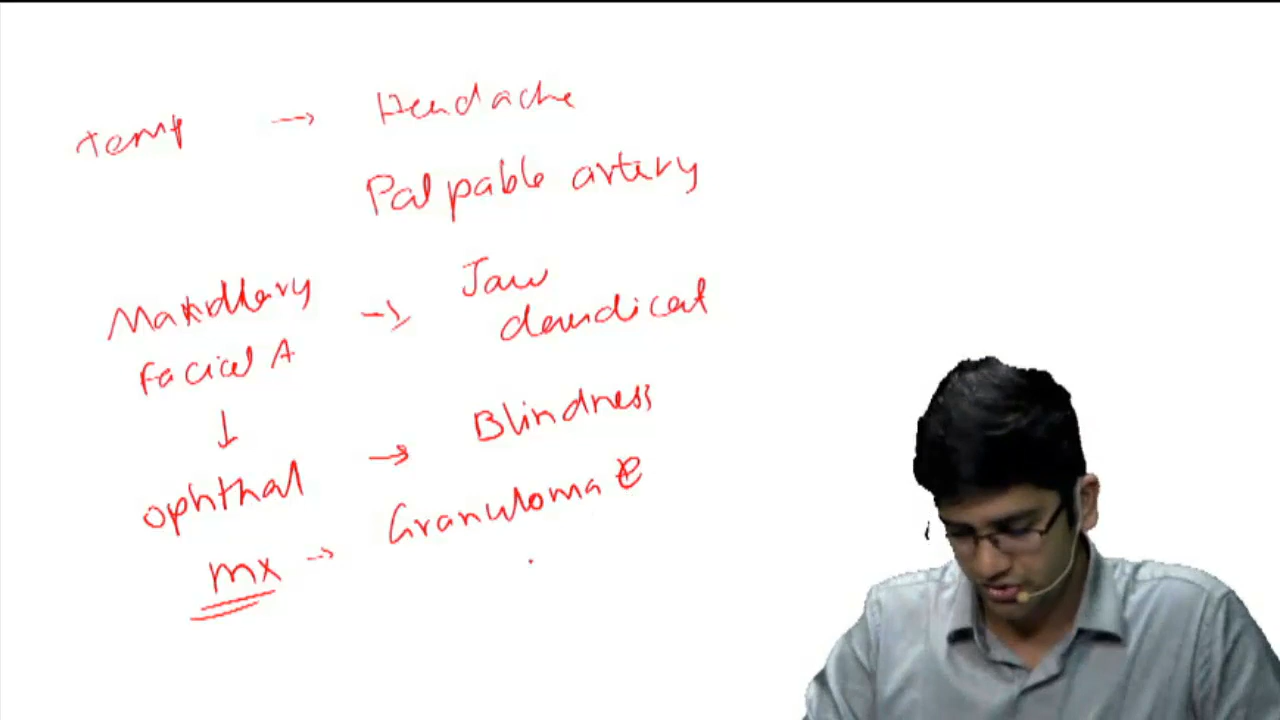 Temp → Headache
Palpable artery
Maxillary → Jaw
claudicat
Facial A
↓
ophthal → Blindness
mx → Granuloma c̄